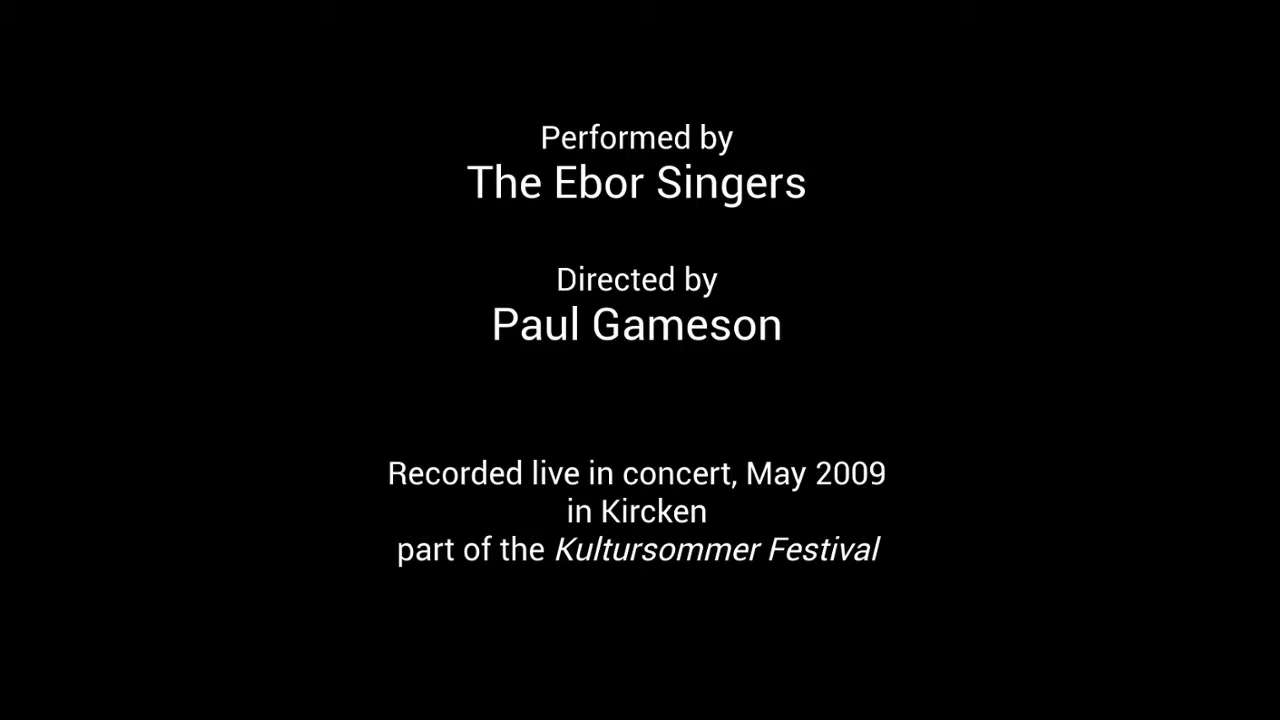 Performed by
The Ebor Singers
Directed by
Paul Gameson
Recorded live in concert, May 2009
in Kircken
part of the Kultursommer Festival